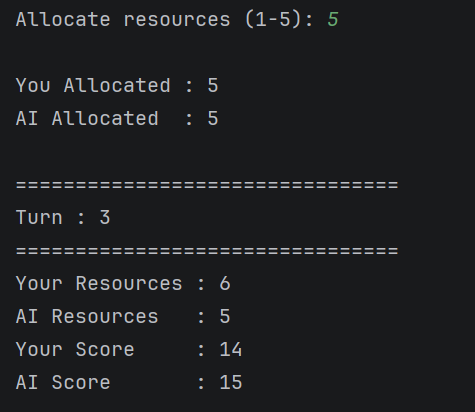 Allocate resources (1-5): 5
You Allocated : 5
AI Allocated  : 5
================================
Turn : 3
================================
Your Resources : 6
AI Resources   : 5
Your Score     : 14
AI Score       : 15